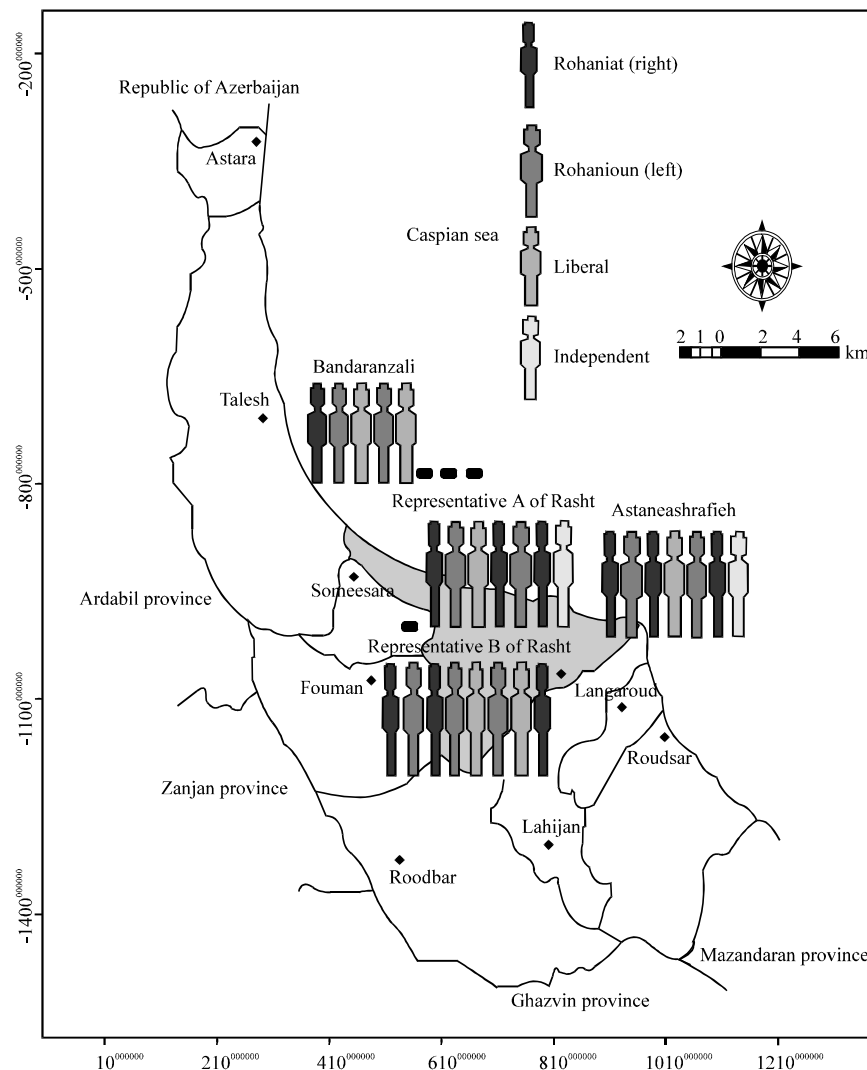 Republic of Azerbaijan
Astara
Rohaniat (right)
Rohanioun (left)
Caspian sea
Liberal
Independent
2 1 0 2 4 6
km
Bandaranzali
Talesh
Representative A of Rasht
Astaneashrafieh
Someesara
Ardabil province
Representative B of Rasht
Fouman
Langaroud
Roudsar
Zanjan province
Lahijan
Roodbar
Mazandaran province
Ghazvin province
-200000000
-500000000
-800000000
-1100000000
-1400000000
10000000 210000000 410000000 610000000 810000000 1010000000 1210000000